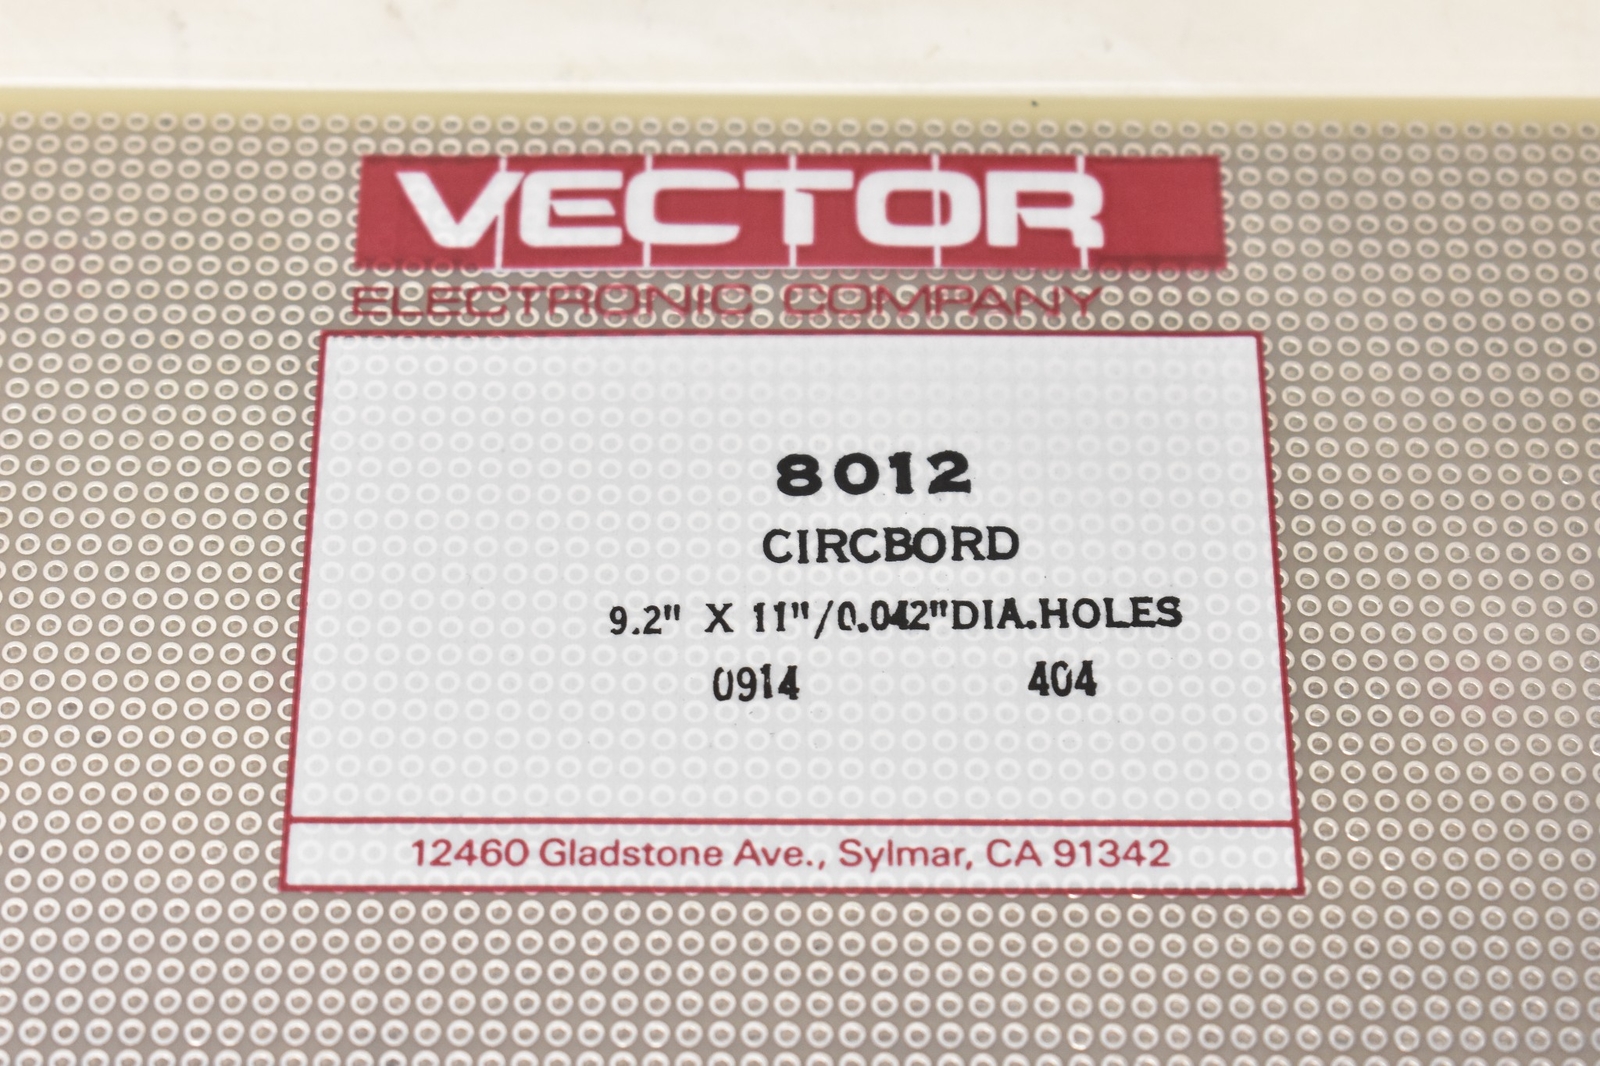 VECTOR
ELECTRONIC COMPANY
8012
CIRCBORD
9.2" X 11"/0.042"DIA.HOLES
0914 404
12460 Gladstone Ave., Sylmar, CA 91342